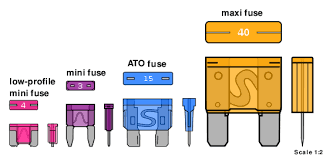 maxi fuse
40
ATO fuse
15
mini fuse
3
low-profile
mini fuse
4
Scale 1:2